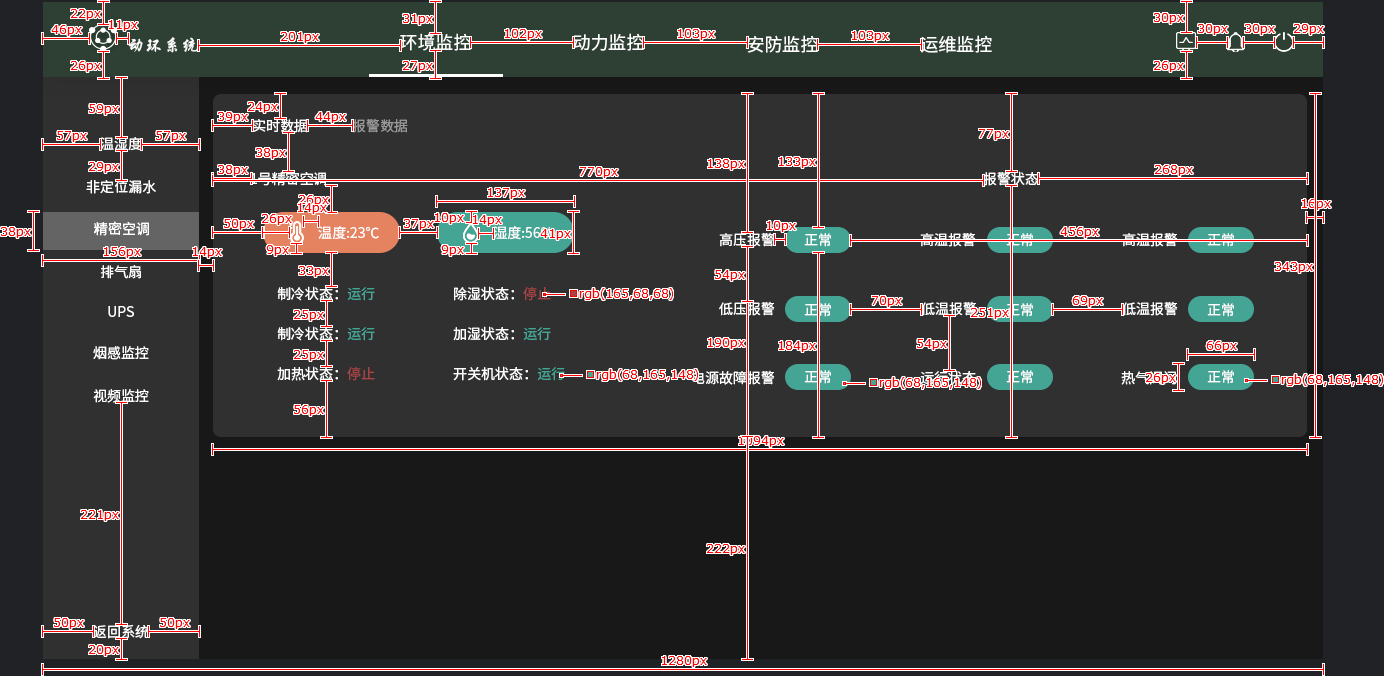 22px
31px
30px
46px
11px
动环系统
201px
环境监控
102px
动力监控
103px
安防监控
103px
运维监控
30px
30px
29px
26px
27px
26px
59px
57px
温湿度
57px
29px
非定位漏水
38px
精密空调
156px
14px
排气扇
UPS
烟感监控
视频监控
221px
50px
返回系统
50px
20px
24px
39px
实时数据
44px
报警数据
38px
38px
号精密空调
770px
138px
133px
77px
报警状态
268px
16px
26px
14px
137px
50px
26px
温度:23℃
37px
10px
14px
湿度:56
41px
9px
9px
33px
制冷状态：运行
除湿状态：停止
rgb(165,68,68)
25px
制冷状态：运行
加湿状态：运行
25px
加热状态：停止
开关机状态：运行
rgb(68,165,148)
56px
10px
高压报警
正常
高温报警
正常
456px
高温报警
正常
54px
343px
低压报警
正常
70px
低温报警
251px
正常
69px
低温报警
正常
190px
184px
54px
66px
电源故障报警
正常
rgb(68,165,148)
运行状态
正常
热气
26px
正常
rgb(68,165,148)
1094px
222px
1280px